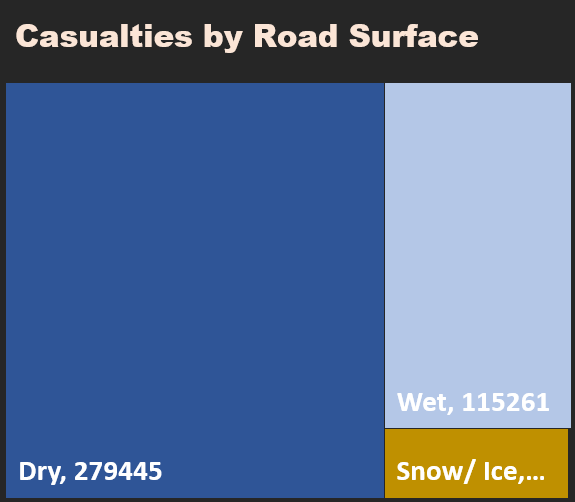 Casualties by Road Surface
Wet, 115261
Dry, 279445
Snow/ Ice,...